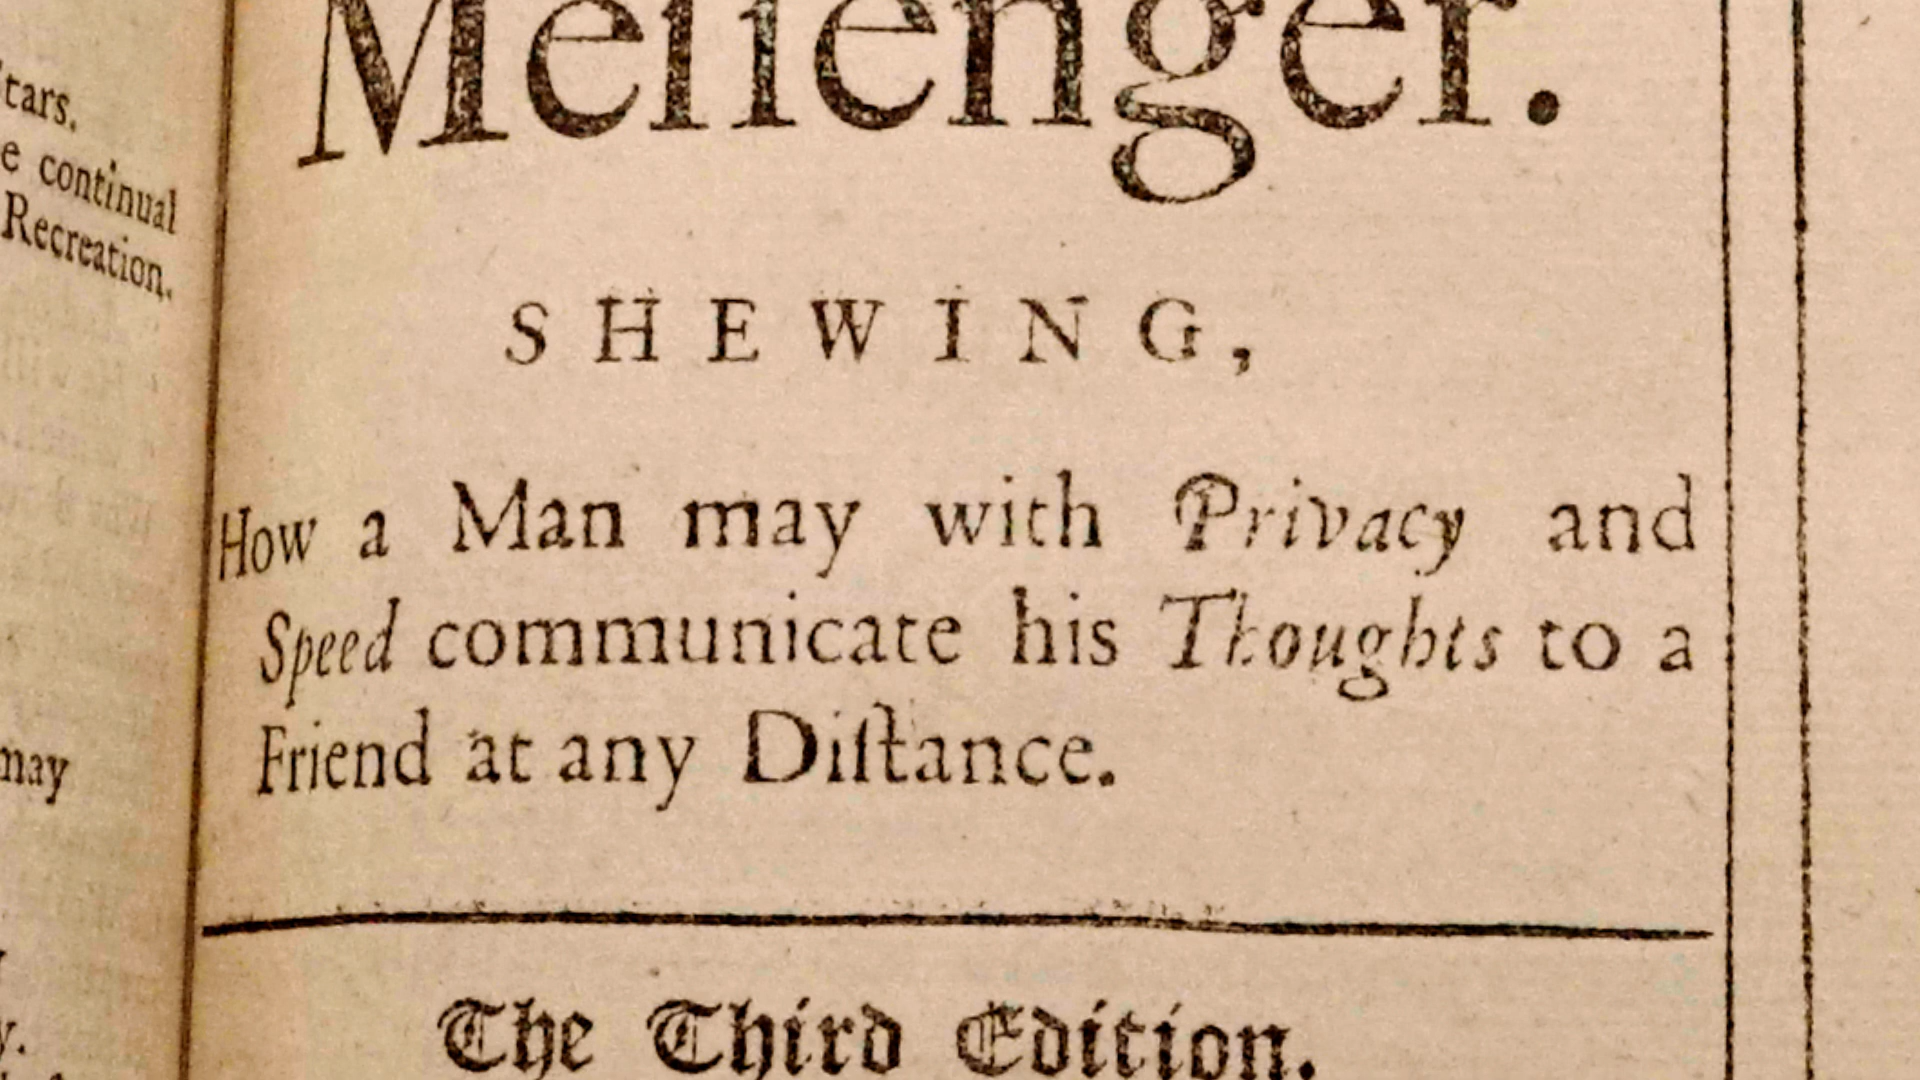 Stars.
e continual
Recreation.
may
y.
Meſſenger.
SHEWING,
How a Man may with Privacy and
Speed communicate his Thoughts to a
Friend at any Diſtance.
The Third Edition.